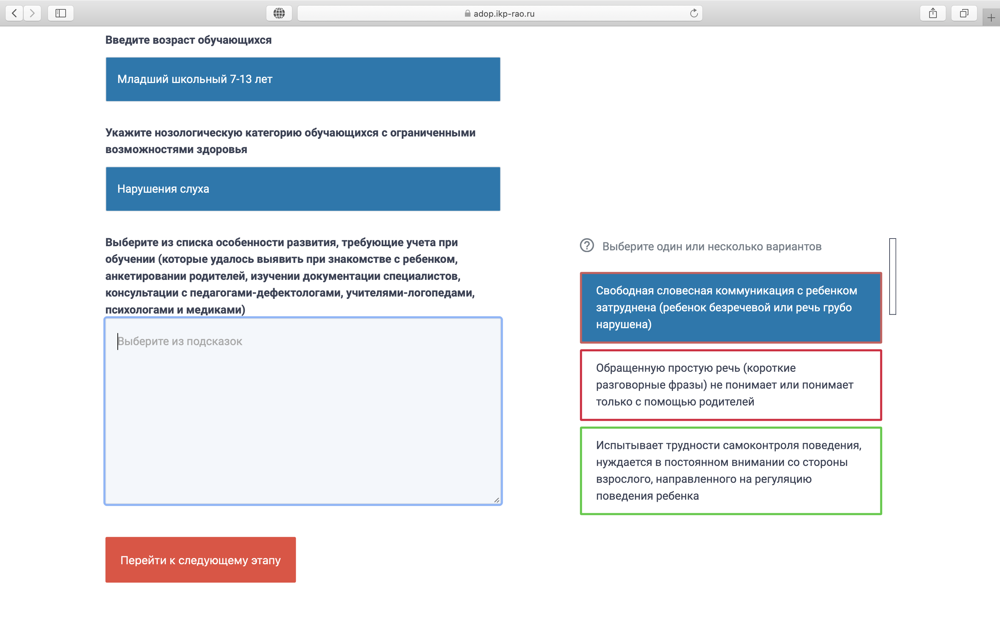 adop.ikp-rao.ru
Введите возраст обучающихся
Младший школьный 7-13 лет
Укажите нозологическую категорию обучающихся с ограниченными
возможностями здоровья
Нарушения слуха
Выберите из списка особенности развития, требующие учета при
обучении (которые удалось выявить при знакомстве с ребенком,
анкетировании родителей, изучении документации специалистов,
консультации с педагогами-дефектологами, учителями-логопедами,
психологами и медиками)
Выберите из подсказок
Перейти к следующему этапу
Выберите один или несколько вариантов
Свободная словесная коммуникация с ребенком
затруднена (ребенок безречевой или речь грубо
нарушена)
Обращенную простую речь (короткие
разговорные фразы) не понимает или понимает
только с помощью родителей
Испытывает трудности самоконтроля поведения,
нуждается в постоянном внимании со стороны
взрослого, направленного на регуляцию
поведения ребенка